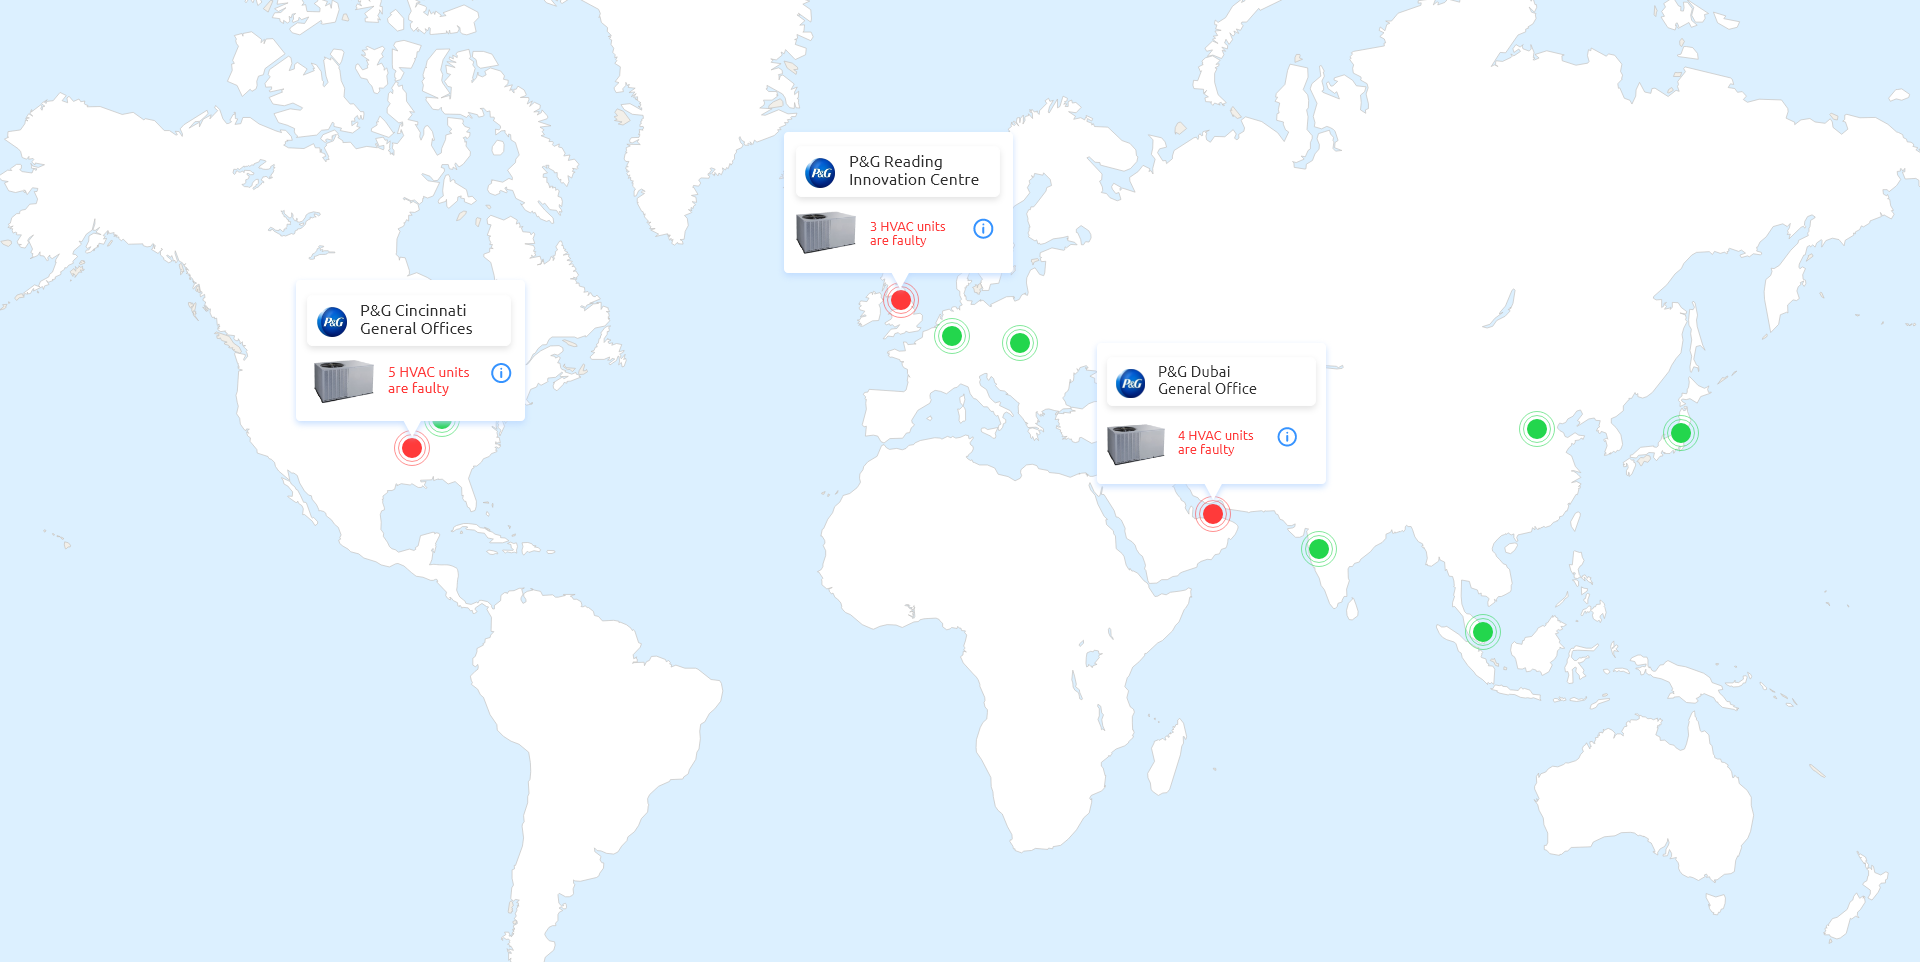 P&G Reading
Innovation Centre
P&G
3 HVAC units
are faulty
P&G Cincinnati
General Offices
P&G
5 HVAC units
are faulty
P&G Dubai
General Office
P&G
4 HVAC units
are faulty